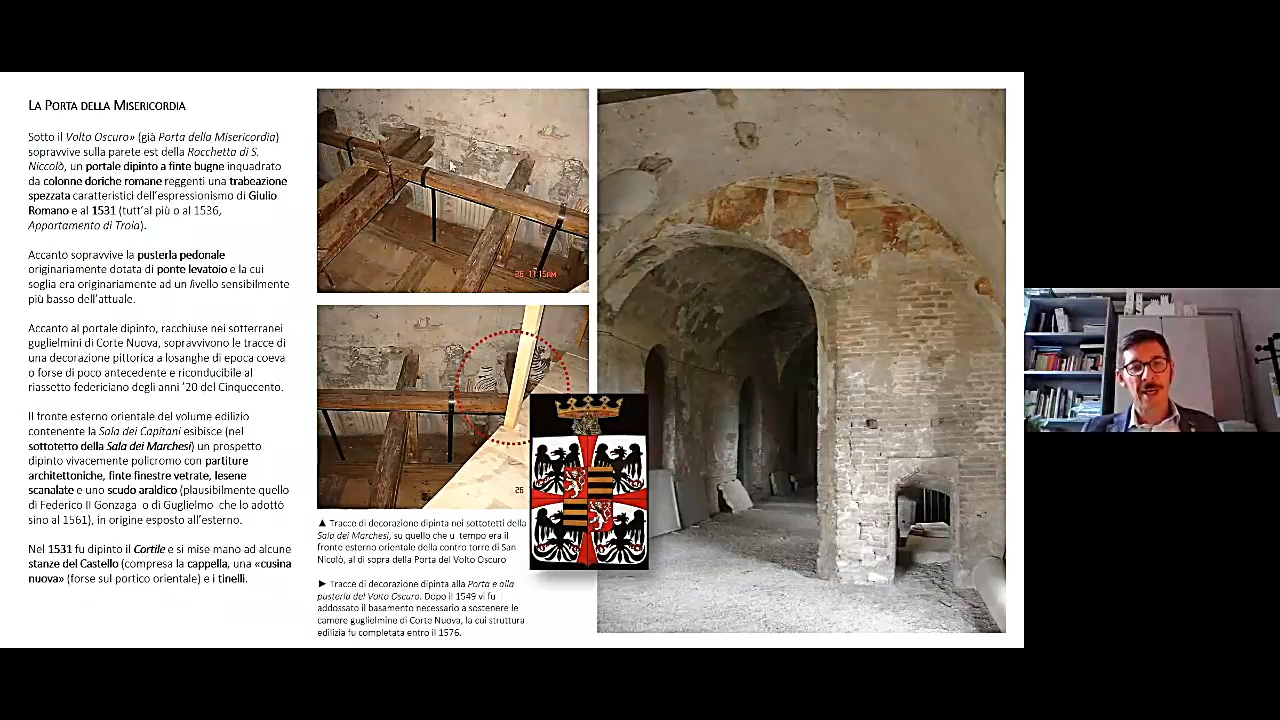 LA PORTA DELLA MISERICORDIA
Sotto il Volto Oscuro» (già Porta della Misericordia)
sopravvive sulla parete est della Rocchetta di S.
Niccolò, un portale dipinto a finte bugne inquadrato
da colonne doriche romane reggenti una trabeazione
spezzata caratteristici dell'espressionismo di Giulio
Romano e al 1531 (tutt'al più o al 1536,
Appartamento di Troia).
Accanto sopravvive la pusterla pedonale
originariamente dotata di ponte levatoio e la cui
soglia era originariamente ad un livello sensibilmente
più basso dell'attuale.
Accanto al portale dipinto, racchiuse nei sotterranei
guglielmini di Corte Nuova, sopravvivono le tracce di
una decorazione pittorica a losanghe di epoca coeva
o forse di poco antecedente e riconducibile al
riassetto federiciano degli anni '20 del Cinquecento.
Il fronte esterno orientale del volume edilizio
contenente la Sala dei Capitani esibisce (nel
sottotetto della Sala dei Marchesi) un prospetto
dipinto vivacemente policromo con partiture
architettoniche, finte finestre vetrate, lesene
scanalate e uno scudo araldico (plausibilmente quello
di Federico II Gonzaga o di Guglielmo che lo adottò
sino al 1561), in origine esposto all'esterno.
Nel 1531 fu dipinto il Cortile e si mise mano ad alcune
stanze del Castello (compresa la cappella, una «cusina
nuova» (forse sul portico orientale) e i tinelli.
26 11:15AM
26
▲ Tracce di decorazione dipinta nei sottotetti della
Sala dei Marchesi, su quello che u tempo era il
fronte esterno orientale della contro torre di San
Nicolò, al di sopra della Porta del Volto Oscuro
► Tracce di decorazione dipinta alla Porta e alla
pusterla del Volto Oscuro. Dopo il 1549 vi fu
addossato il basamento necessario a sostenere le
camere guglielmine di Corte Nuova, la cui struttura
edilizia fu completata entro il 1576.